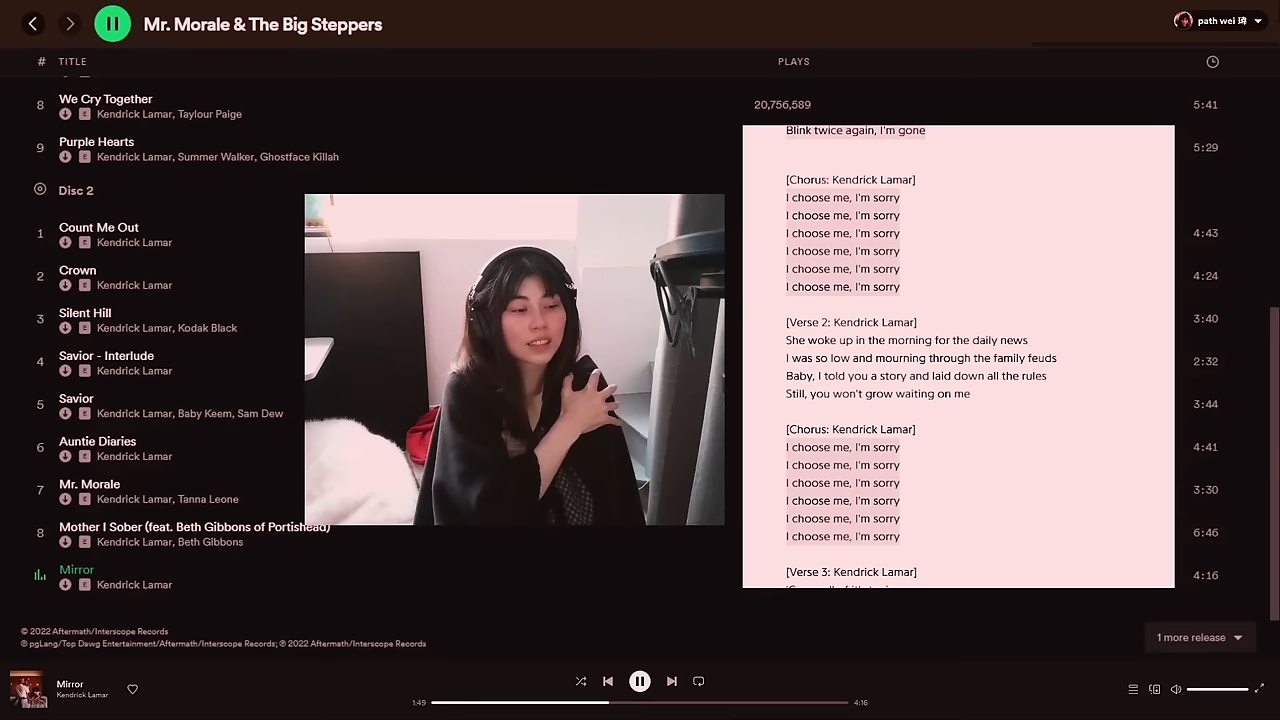 Mr. Morale & The Big Steppers
path wei 琦
# TITLE PLAYS
8 We Cry Together 20,756,589 5:41
E Kendrick Lamar, Taylour Paige
9 Purple Hearts 5:29
E Kendrick Lamar, Summer Walker, Ghostface Killah
Disc 2
1 Count Me Out 4:43
E Kendrick Lamar
2 Crown 4:24
E Kendrick Lamar
3 Silent Hill 3:40
E Kendrick Lamar, Kodak Black
4 Savior - Interlude 2:32
E Kendrick Lamar
5 Savior 3:44
E Kendrick Lamar, Baby Keem, Sam Dew
6 Auntie Diaries 4:41
E Kendrick Lamar
7 Mr. Morale 3:30
E Kendrick Lamar, Tanna Leone
8 Mother I Sober (feat. Beth Gibbons of Portishead) 6:46
E Kendrick Lamar, Beth Gibbons
Mirror 4:16
E Kendrick Lamar
Blink twice again, I'm gone
[Chorus: Kendrick Lamar]
I choose me, I'm sorry
I choose me, I'm sorry
I choose me, I'm sorry
I choose me, I'm sorry
I choose me, I'm sorry
I choose me, I'm sorry
[Verse 2: Kendrick Lamar]
She woke up in the morning for the daily news
I was so low and mourning through the family feuds
Baby, I told you a story and laid down all the rules
Still, you won't grow waiting on me
[Chorus: Kendrick Lamar]
I choose me, I'm sorry
I choose me, I'm sorry
I choose me, I'm sorry
I choose me, I'm sorry
I choose me, I'm sorry
I choose me, I'm sorry
[Verse 3: Kendrick Lamar]
© 2022 Aftermath/Interscope Records
℗ pgLang/Top Dawg Entertainment/Aftermath/Interscope Records; ℗ 2022 Aftermath/Interscope Records
1 more release
Mirror
Kendrick Lamar
1:49 4:16